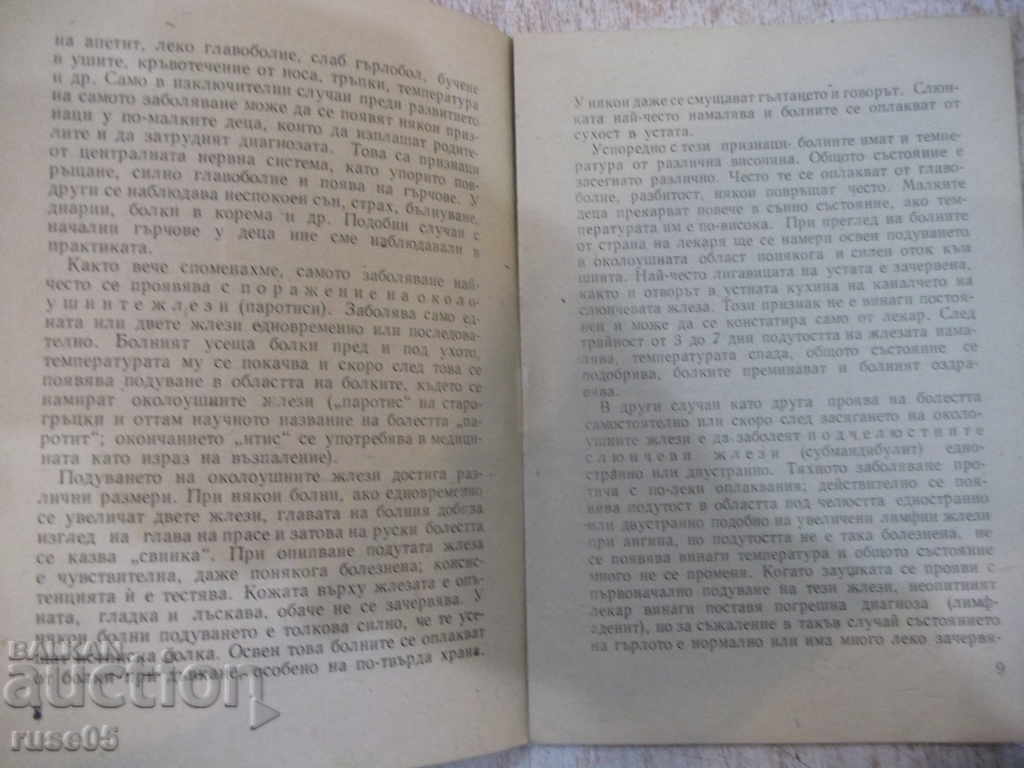 на апетит, леко главоболие, слаб гърлобол, бучене
в ушите, кръвотечение от носа, тръпки, температура
и др. Само в изключителни случаи преди развитието
на самото заболяване може да се появят някои приз-
наци у по-малките деца, които да изплашат родите-
лите и да затруднят диагнозата. Това са признаци
от централната нервна система, като упорито пов-
ръщане, силно главоболие и поява на гърчове. У
други се наблюдава неспокоен сън, страх, бълнуване,
диарии, болки в корема и др. Подобни случаи с
начални гърчове у деца ние сме наблюдавали в
практиката.
Както вече споменахме, самото заболяване най-
често се проявява с поражение на около-
ушните жлези (паротиси). Заболява само ед-
ната или двете жлези едновременно или последова-
телно. Болният усеща болки пред и под ухото,
температурата му се покачва и скоро след това се
появява подуване в областта на болките, където се
намират околоушните жлези („паротис“ на старо-
гръцки и оттам научното название на болестта „па-
ротит“; окончанието „итис“ се употребява в медици-
ната като израз на възпаление).
Подуването на околоушните жлези достига раз-
лични размери. При някои болни, ако едновременно
се увеличат двете жлези, главата на болния добива
изглед на глава на прасе и затова на руски болестта
се казва „свинка“. При опипване подутата жлеза
е чувствителна, даже понякога болезнена; консис-
тенцията ѝ е тестява. Кожата върху жлезата е опъ-
ната, гладка и лъскава, обаче не се зачервява. У
някои болни подуването е толкова силно, че те усе-
щат истинска болка. Освен това болните се оплакват
от болки при дъвкане, особено на по-твърда храна.
8
У някои даже се смущават гълтането и говорът. Слюн-
ката най-често намалява и болните се оплакват от
сухост в устата.
Успоредно с тези признаци болните имат и темпе-
ратура от различна височина. Общото състояние е
засегнато различно. Често те се оплакват от главо-
болие, разбитост, някои повръщат често. Малките
деца прекарват повече в сънно състояние, ако тем-
пературата им е по-висока. При преглед на болните
от страна на лекаря ще се намери освен подуването
в околоушната област понякога и силен оток към
шията. Най-често лигавицата на устата е зачервена,
както и отворът в устната кухина на каналчето на
слюнчевата жлеза. Този признак не е винаги постоя-
нен и може да се констатира само от лекар. След
трайност от 3 до 7 дни подутостта на жлезата нама-
лява, температурата спада, общото състояние се
подобрива, болките преминават и болният оздра-
вява.
В други случаи като друга проява на болестта
самостоятелно или скоро след засягането на около-
ушните жлези е да заболеят подчелюстните
слюнчеви жлези (субмандибулит) едно-
странно или двустранно. Тяхното заболяване про-
тича с по-леки оплаквания; действително се поя-
вява подутост в областта под челюстта едностранно
или двустранно подобно на увеличени лимфни жлези
при ангина, но подутостта не е така болезнена, не
се появява винаги температура и общото състояние
много не се променя. Когато заушката се прояви с
първоначално подуване на тези жлези, неопитният
лекар винаги поставя погрешна диагноза (лимф-
аденит), но за съжаление в такъв случай състоянието
на гърлото е нормално или има много леко зачервя-
9
BALKAN
auction
ruse05